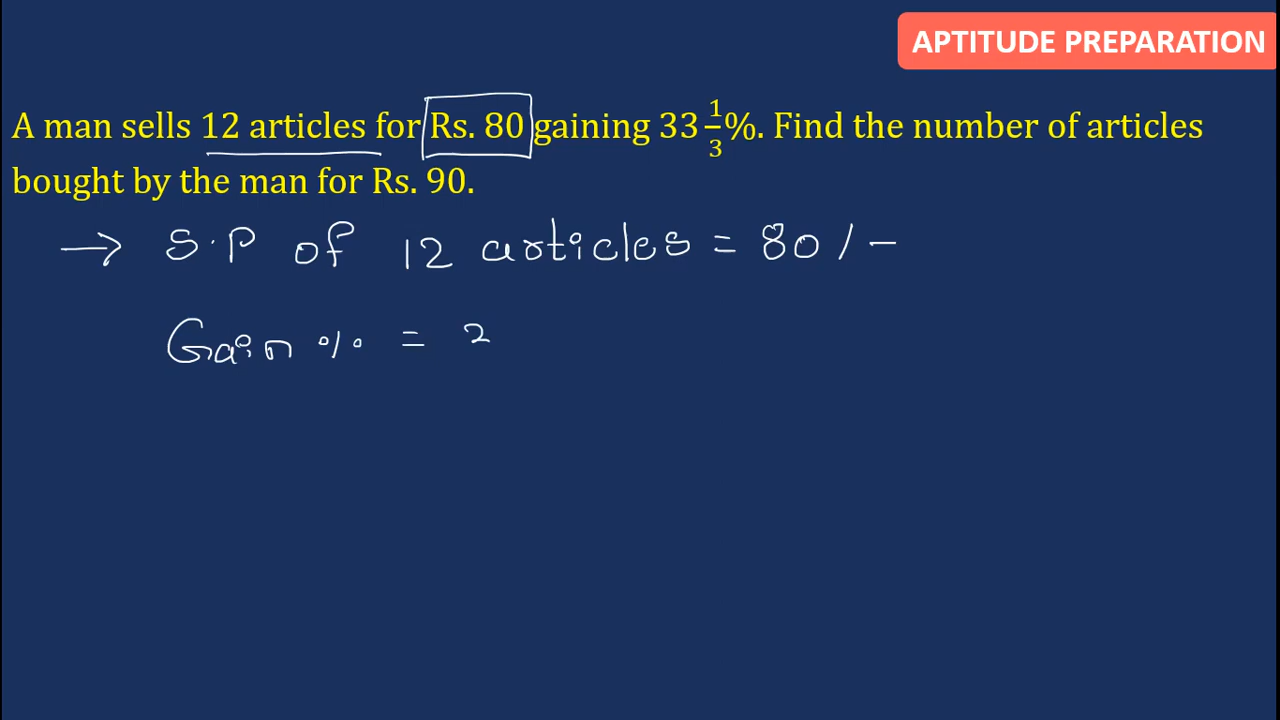 APTITUDE PREPARATION
A man sells 12 articles for Rs. 80 gaining 33 1/3%. Find the number of articles
bought by the man for Rs. 90.
→ S.P of 12 articles = 80/-
Gain % =